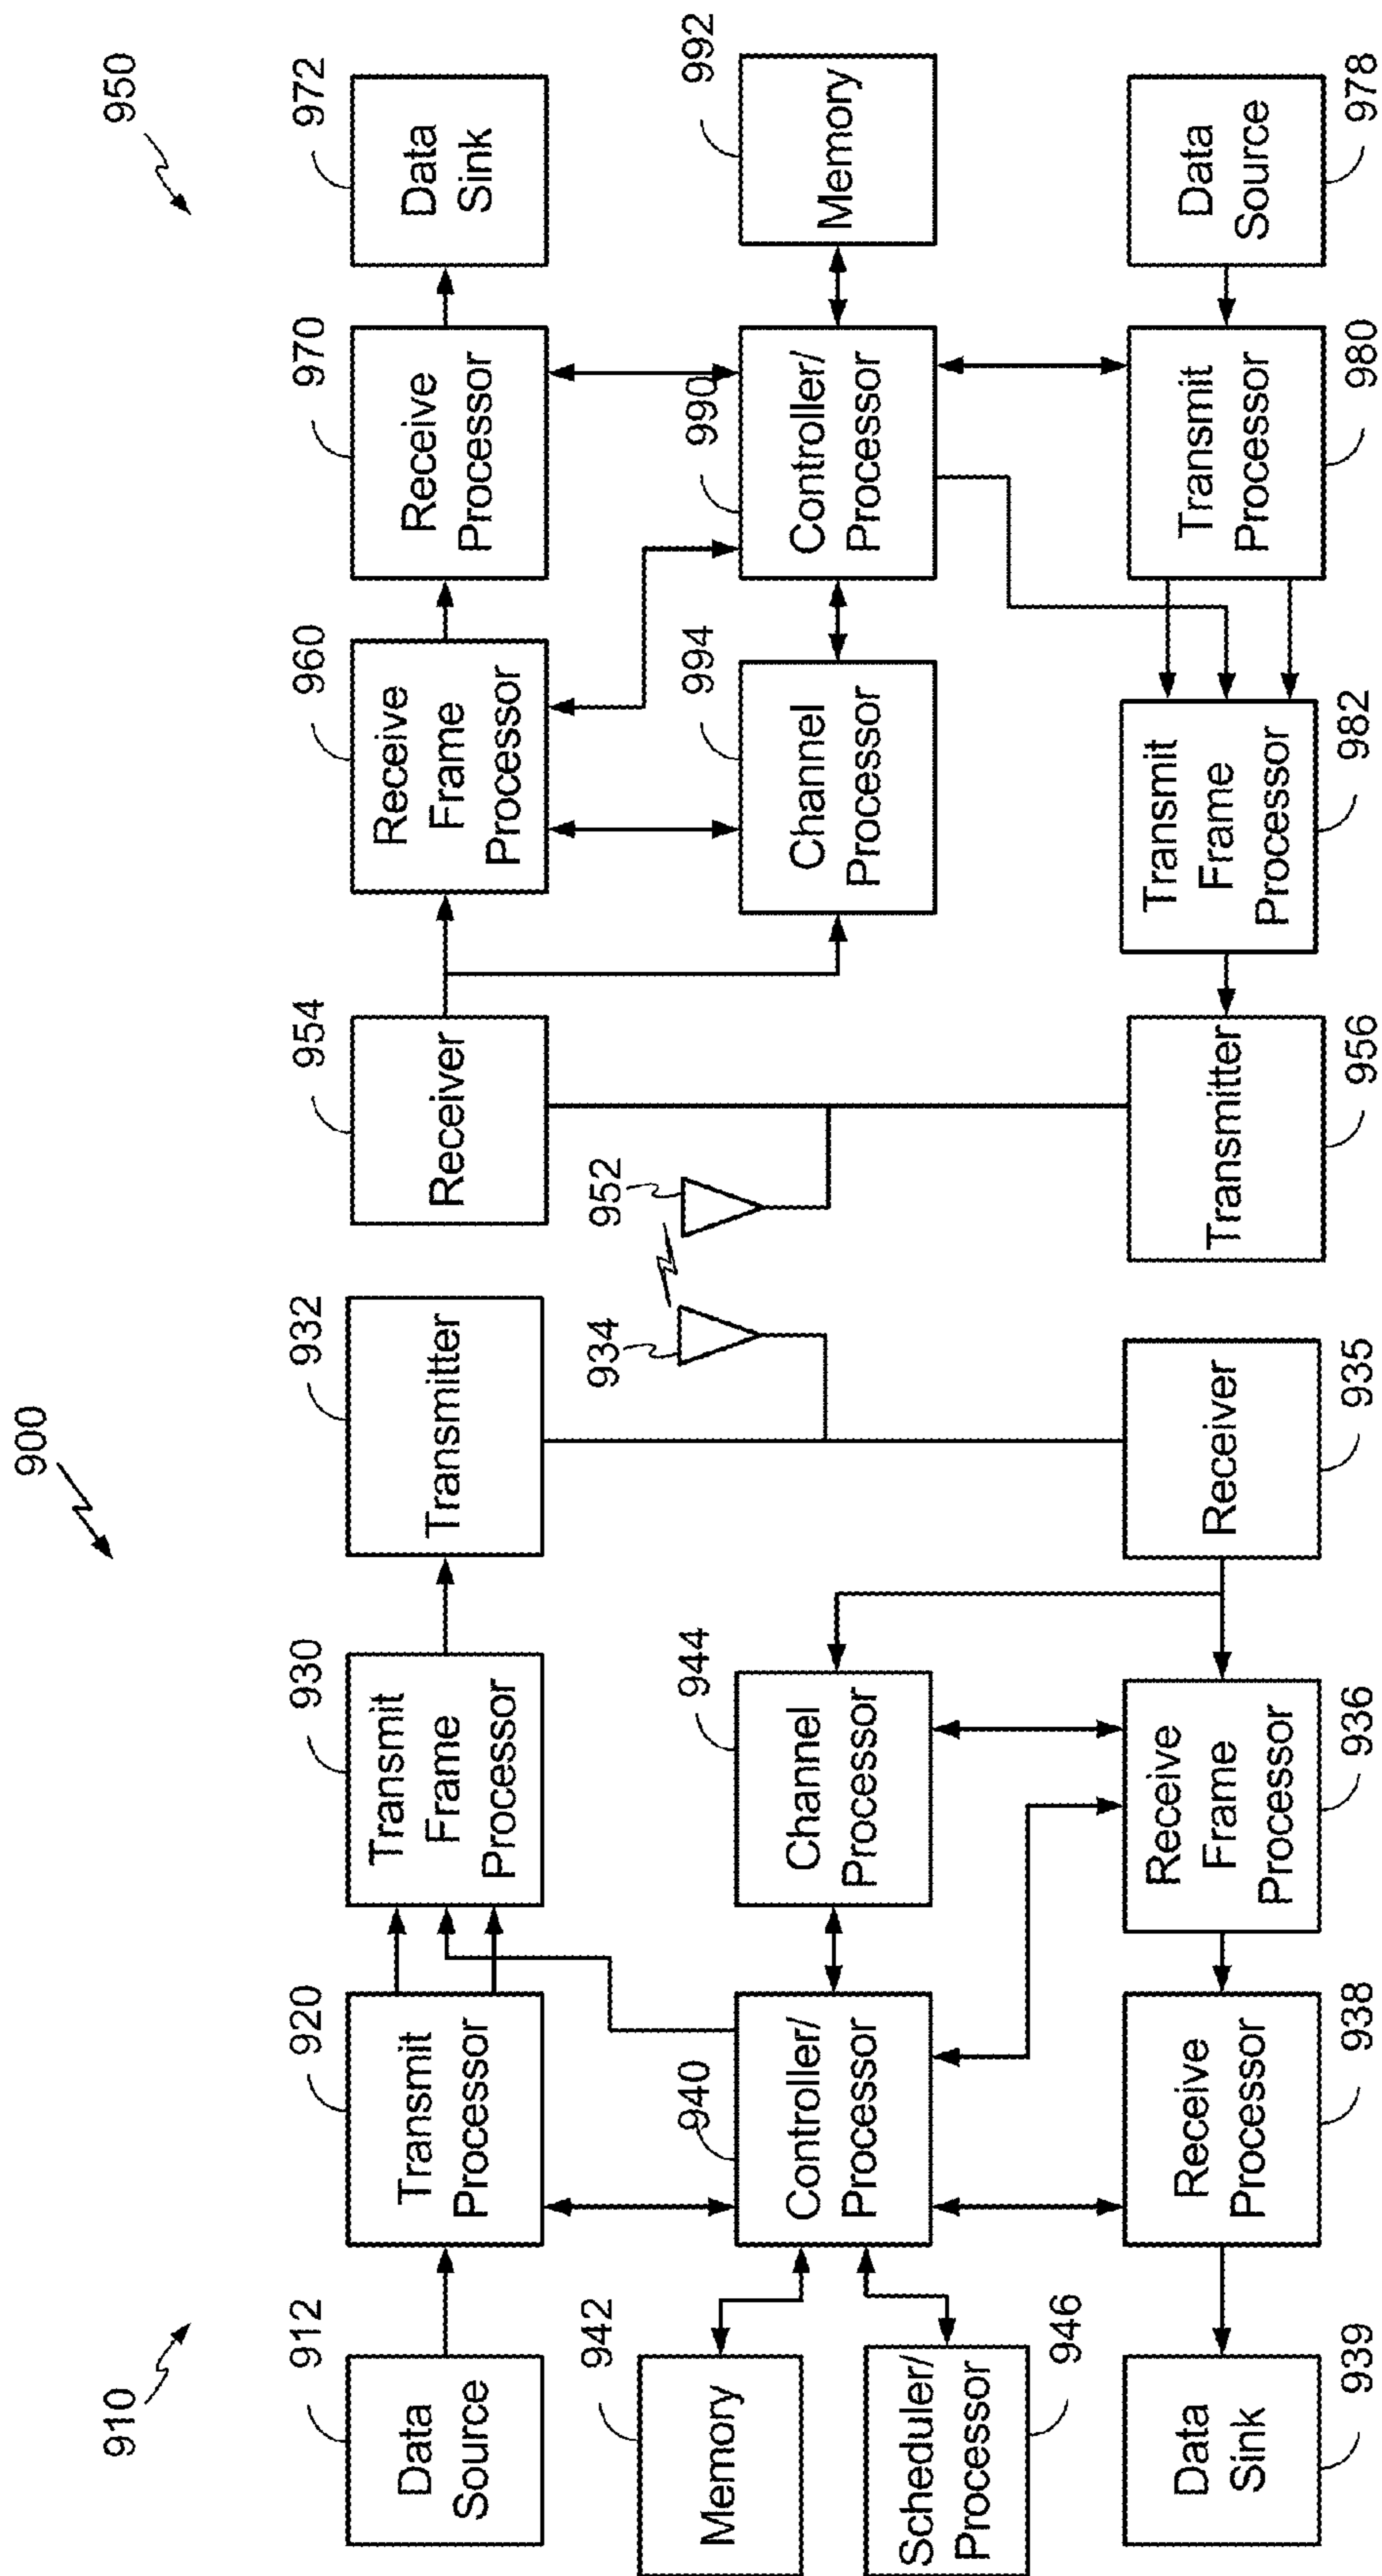 900
910
950
912
Data
Source
920
Transmit
Processor
930
Transmit
Frame
Processor
932
Transmitter
954
Receiver
960
Receive
Frame
Processor
970
Receive
Processor
972
Data
Sink
942
Memory
946
Scheduler/
Processor
940
Controller/
Processor
944
Channel
Processor
934
952
994
Channel
Processor
990
Controller/
Processor
992
Memory
Data
Sink
939
Receive
Processor
938
Receive
Frame
Processor
936
Receiver
935
Transmitter
956
Transmit
Frame
Processor
982
Transmit
Processor
980
Data
Source
978